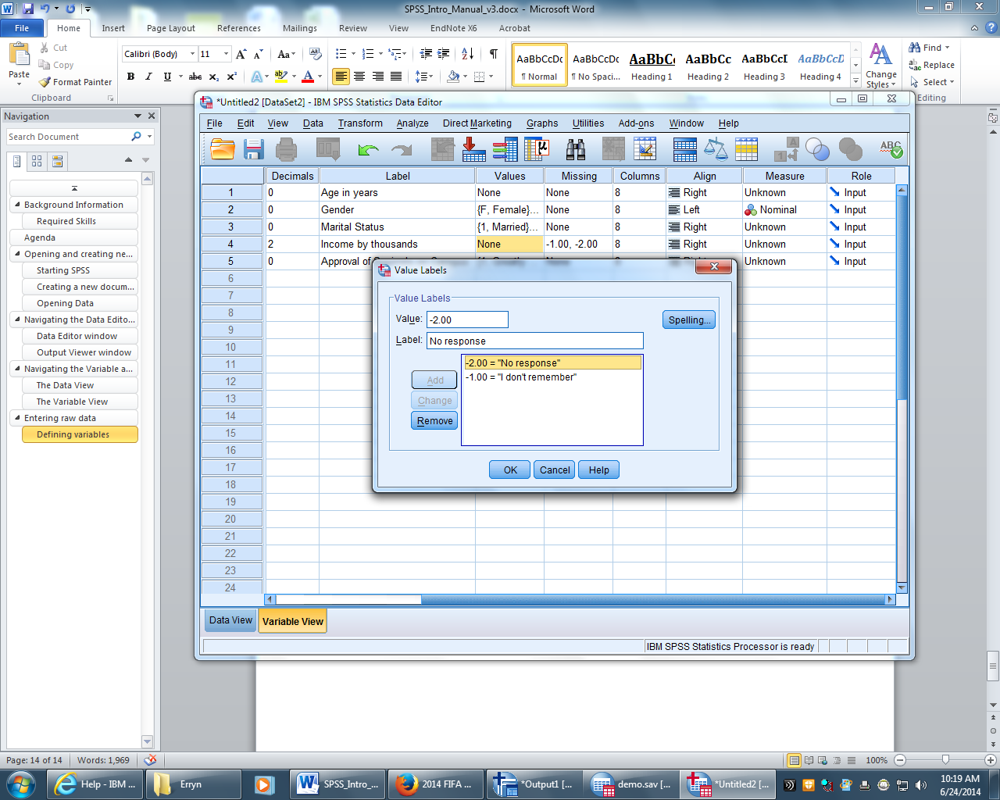 SPSS_Intro_Manual_v3.docx - Microsoft Word
File Home Insert Page Layout References Mailings Review View EndNote X6 Acrobat
Paste
Cut
Copy
Format Painter
Clipboard
Calibri (Body) 11
B I U abc x₂ x²
AaBbCcDc AaBbCcDc AaBbCc AaBbCc AaBbCcI AaBbCcD
¶ Normal ¶ No Spaci... Heading 1 Heading 2 Heading 3 Heading 4
Change Styles
Find
Replace
Select
Editing
Navigation
Search Document
Background Information
Required Skills
Agenda
Opening and creating ne...
Starting SPSS
Creating a new docum...
Opening Data
Navigating the Data Edito...
Data Editor window
Output Viewer window
Navigating the Variable a...
The Data View
The Variable View
Entering raw data
Defining variables
*Untitled2 [DataSet2] - IBM SPSS Statistics Data Editor
File Edit View Data Transform Analyze Direct Marketing Graphs Utilities Add-ons Window Help
Decimals Label Values Missing Columns Align Measure Role
1 0 Age in years None None 8 Right Unknown Input
2 0 Gender {F, Female}... None 8 Left Nominal Input
3 0 Marital Status {1, Married}... None 8 Right Unknown Input
4 2 Income by thousands None -1.00, -2.00 8 Right Unknown Input
5 0 Approval of Unknown Input
6
7
8
9
10
11
12
13
14
15
16
17
18
19
20
21
22
23
24
Value Labels
Value Labels
Value: -2.00
Spelling...
Label: No response
-2.00 = "No response"
-1.00 = "I don't remember"
Add
Change
Remove
OK Cancel Help
Data View Variable View
IBM SPSS Statistics Processor is ready
Page: 14 of 14 Words: 1,969 100%
Help - IBM ... Erryn SPSS_Intro_... 2014 FIFA ... *Output1 [... demo.sav [... *Untitled2 [...
10:19 AM
6/24/2014